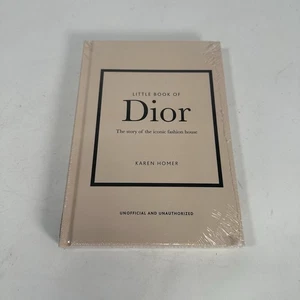 LITTLE BOOK OF
Dior
The story of the iconic fashion house
KAREN HOMER
UNOFFICIAL AND UNAUTHORIZED